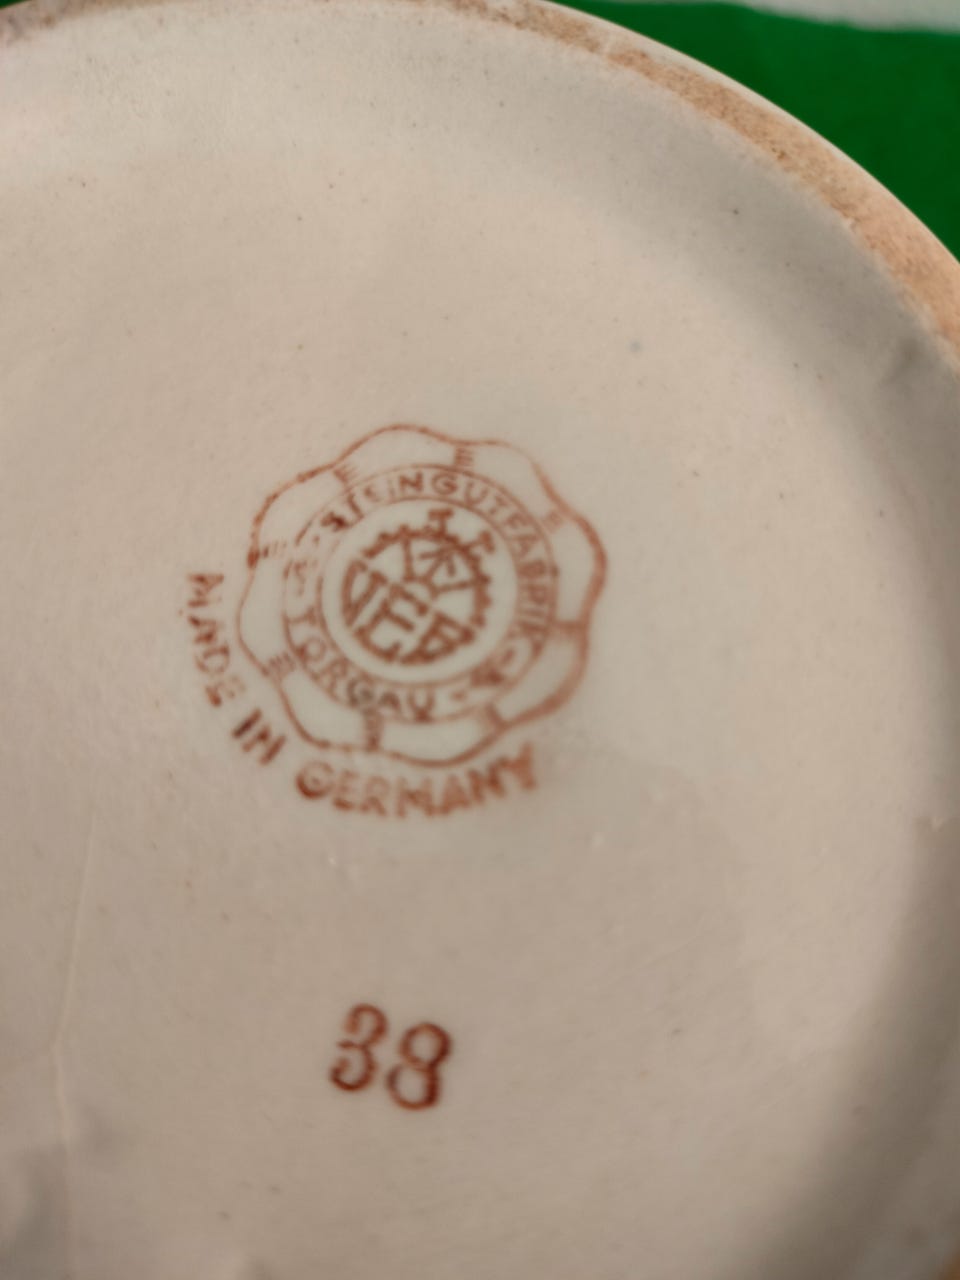 STEINGUTFABRIK
TORGAU
VEB
MADE IN GERMANY
38